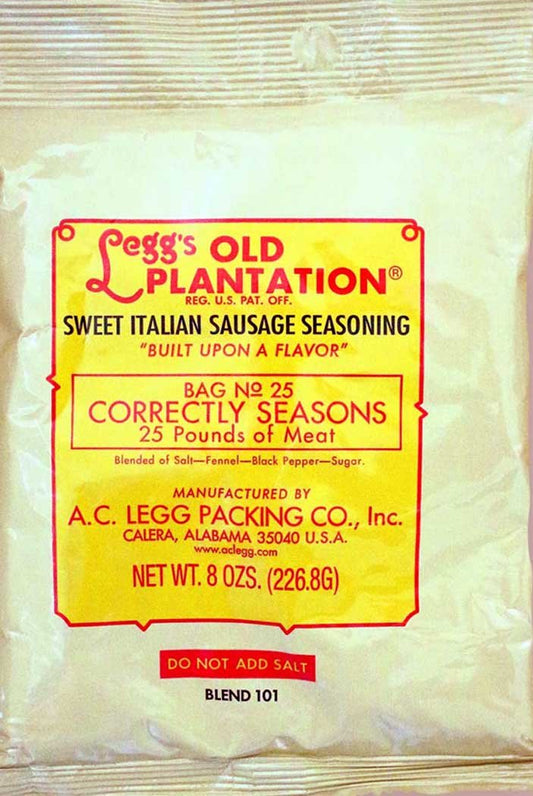 Legg's OLD
PLANTATION®
REG. U.S. PAT. OFF.
SWEET ITALIAN SAUSAGE SEASONING
"BUILT UPON A FLAVOR"
BAG Nº 25
CORRECTLY SEASONS
25 Pounds of Meat
Blended of Salt—Fennel—Black Pepper—Sugar.
MANUFACTURED BY
A.C. LEGG PACKING CO., Inc.
CALERA, ALABAMA 35040 U.S.A.
www.aclegg.com
NET WT. 8 OZS. (226.8G)
DO NOT ADD SALT
BLEND 101